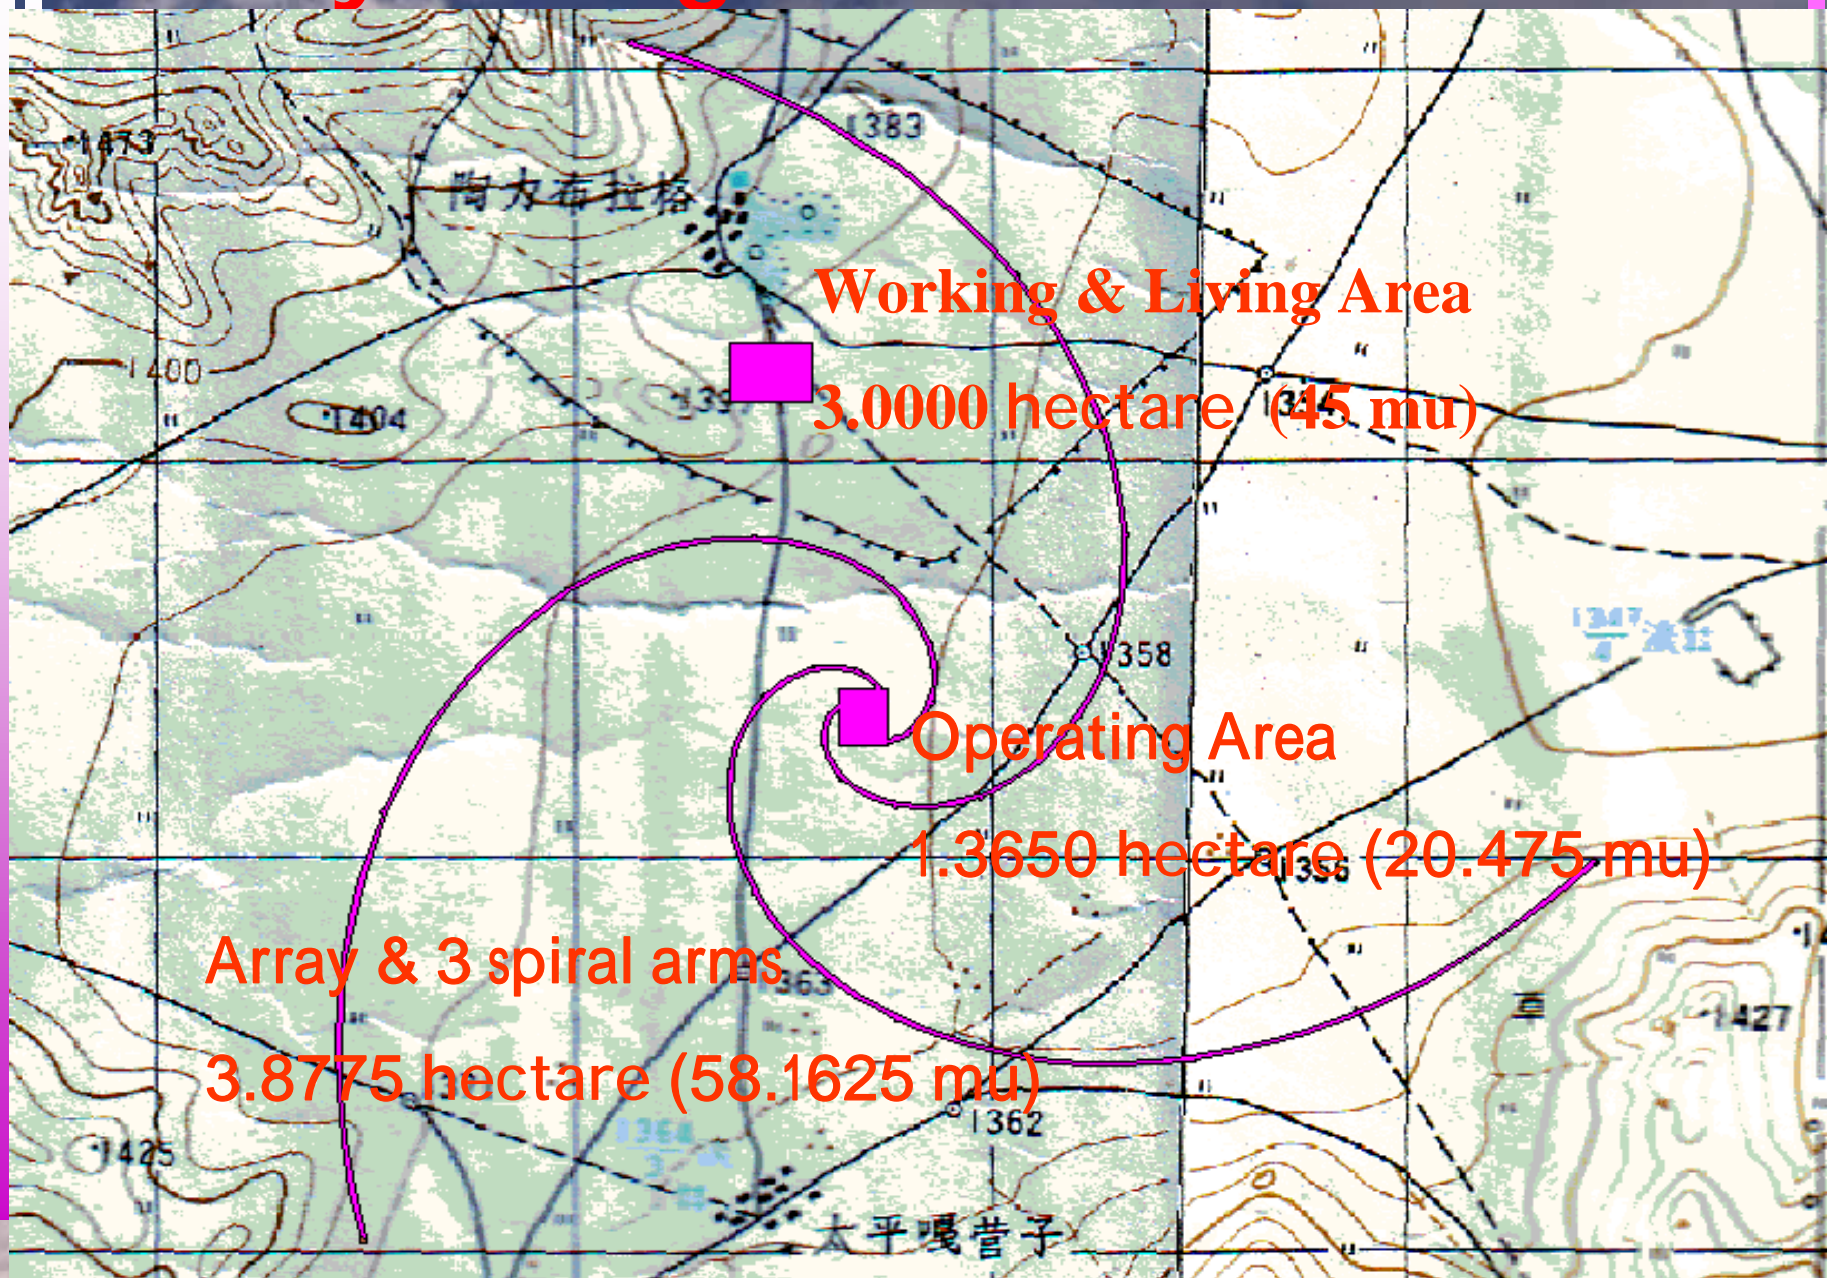 1383
1473
陶力布拉格
Working & Living Area
1400
1404
3.0000 hectare (45 mu)
1358
Operating Area
1.3650 hectare (20.475 mu)
1356
Array & 3 spiral arms
1363
1427
3.8775 hectare (58.1625 mu)
1362
1425
太平嘎营子